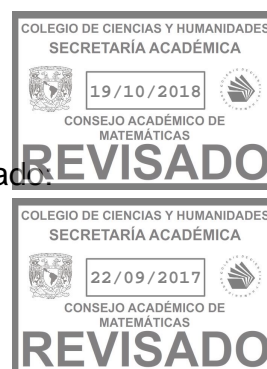 COLEGIO DE CIENCIAS Y HUMANIDADES
SECRETARÍA ACADÉMICA
19/10/2018
CONSEJO ACADÉMICO DE
MATEMÁTICAS
ado:
REVISADO
COLEGIO DE CIENCIAS Y HUMANIDADES
SECRETARÍA ACADÉMICA
22/09/2017
CONSEJO ACADÉMICO DE
MATEMÁTICAS
REVISADO